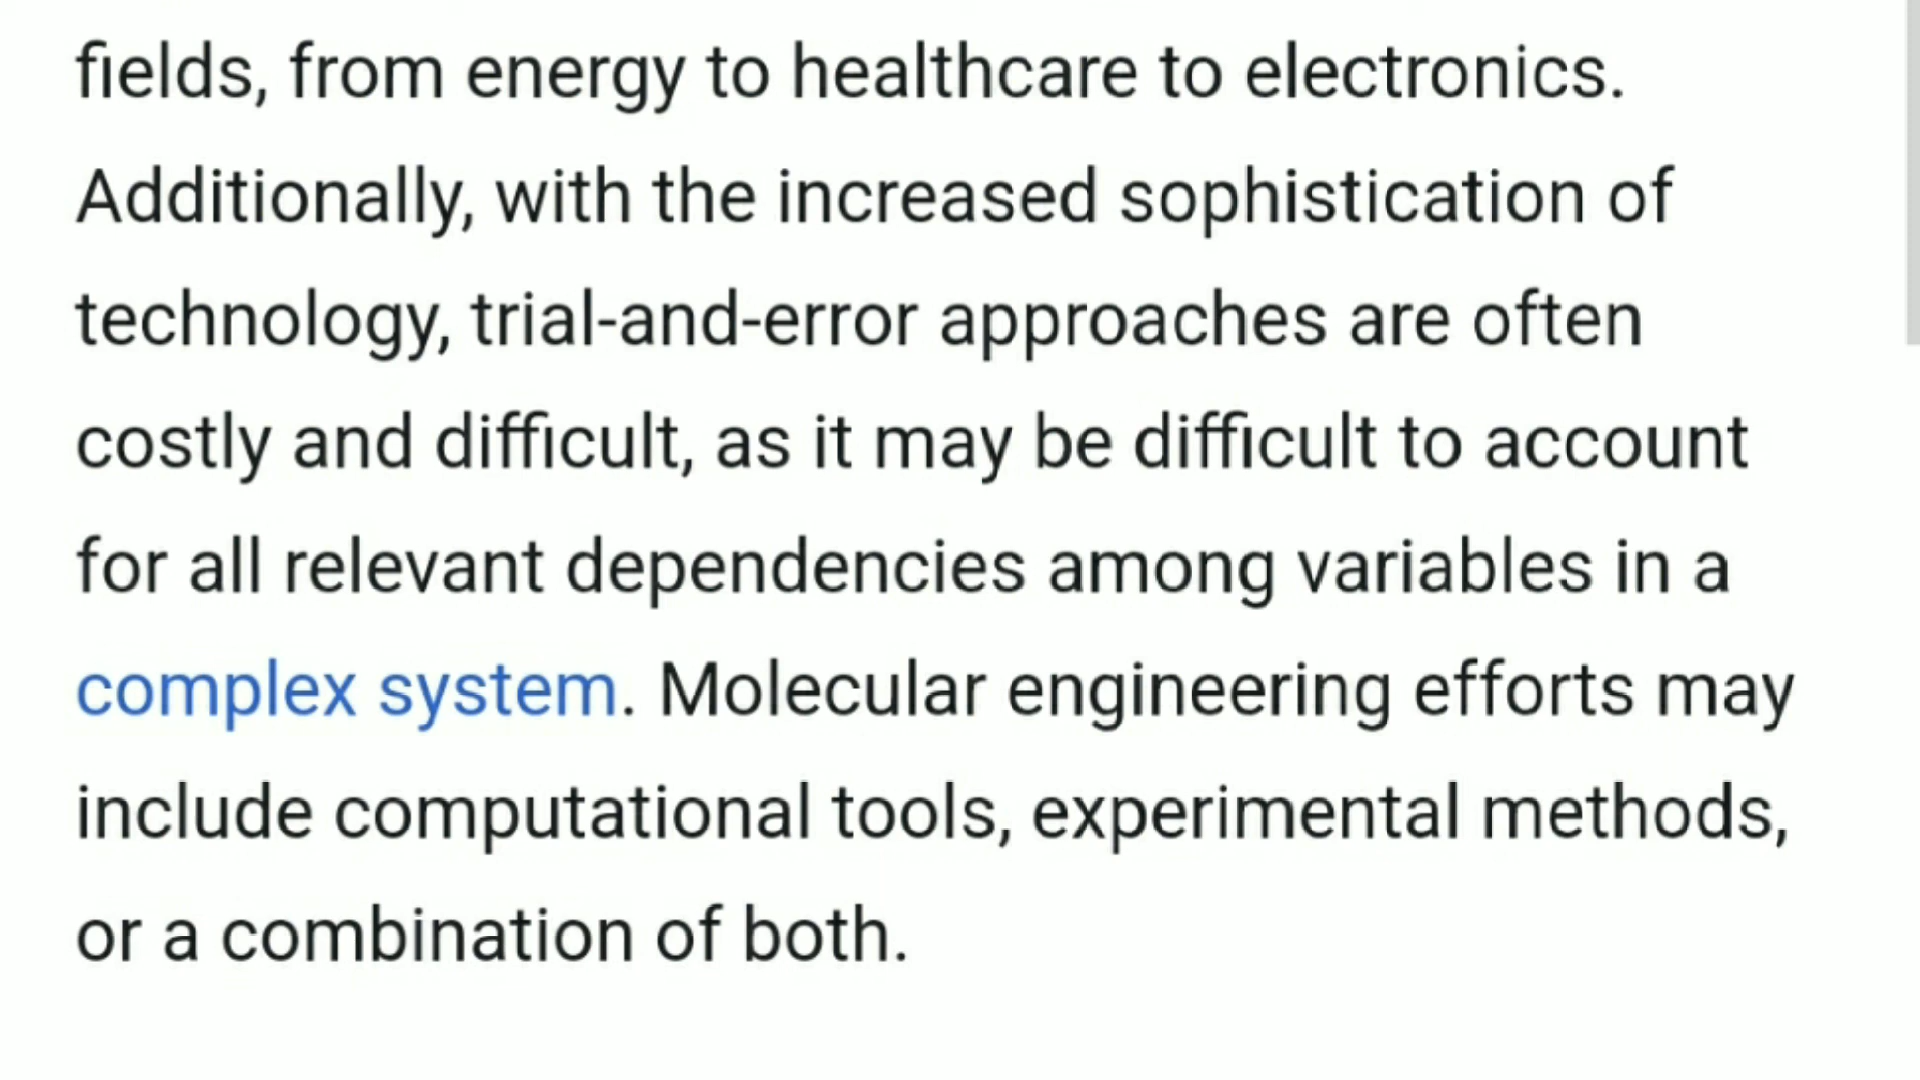 fields, from energy to healthcare to electronics.
Additionally, with the increased sophistication of
technology, trial-and-error approaches are often
costly and difficult, as it may be difficult to account
for all relevant dependencies among variables in a
complex system. Molecular engineering efforts may
include computational tools, experimental methods,
or a combination of both.